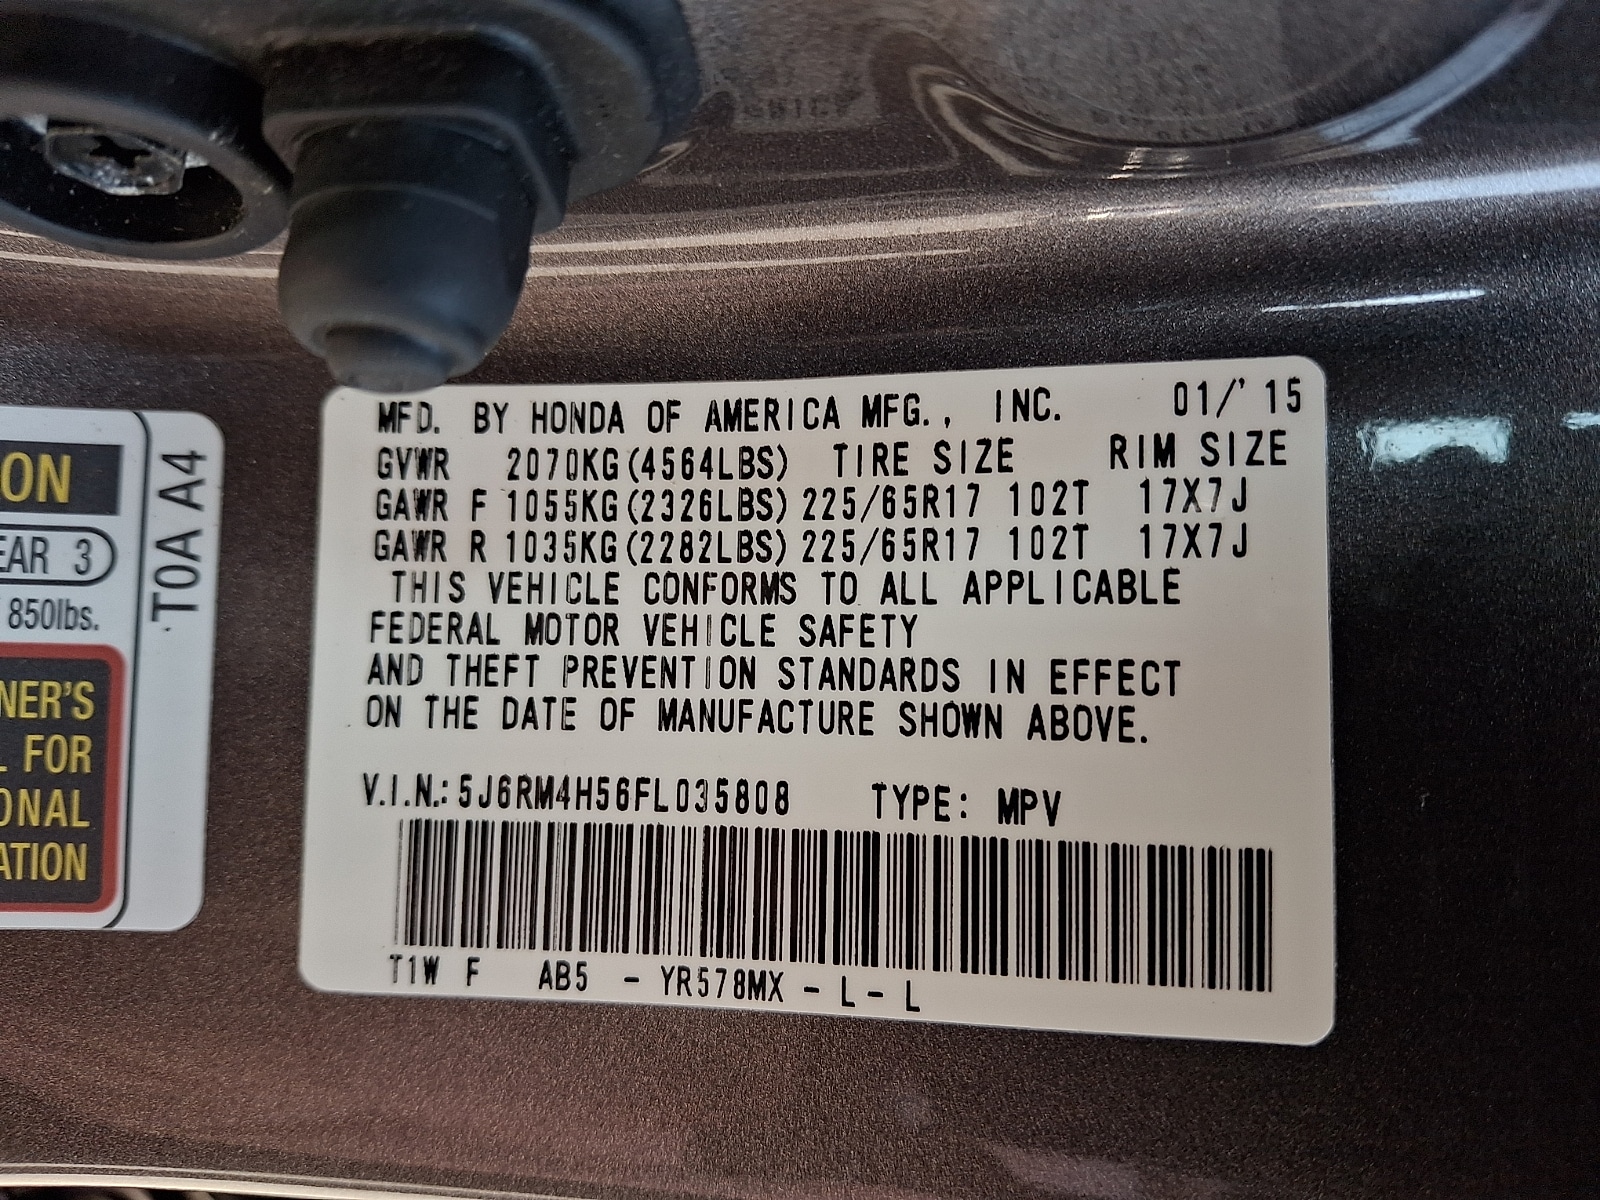 MFD. BY HONDA OF AMERICA MFG., INC. 01/'15
GVWR 2070KG(4564LBS) TIRE SIZE RIM SIZE
GAWR F 1055KG(2326LBS) 225/65R17 102T 17X7J
GAWR R 1035KG(2282LBS) 225/65R17 102T 17X7J
THIS VEHICLE CONFORMS TO ALL APPLICABLE
FEDERAL MOTOR VEHICLE SAFETY
AND THEFT PREVENTION STANDARDS IN EFFECT
ON THE DATE OF MANUFACTURE SHOWN ABOVE.
V.I.N.: 5J6RM4H56FL035808 TYPE: MPV
T1W F AB5 - YR578MX - L - L
ON
EAR 3
850lbs.
NER'S
L FOR
ONAL
ATION
T0A A4